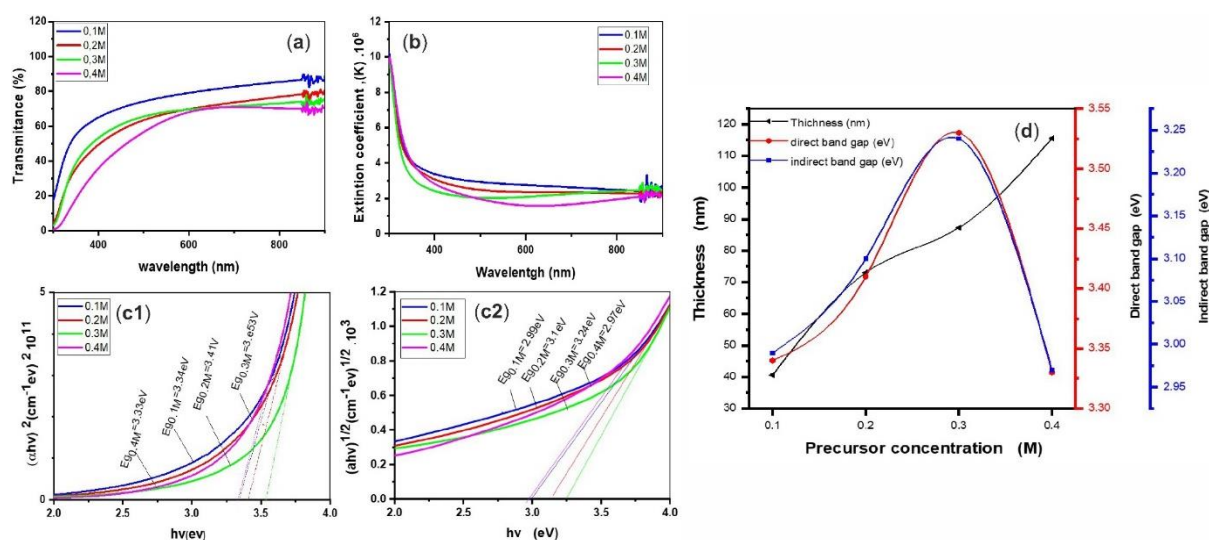 (a)
0,1M
0,2M
0,3M
0,4M
Transmitance (%)
120
100
80
60
40
20
0
400
600
800
wavelength (nm)
(b)
0,1M
0,2M
0,3M
0,4M
Extintion coefficient ,(K) .10⁶
12
10
8
6
4
2
0
400
600
800
Wavelentgh (nm)
(c1)
0,1M
0,2M
0.3M
0.4M
(αhv) ²(cm⁻¹ev) ² 10¹¹
5
0
Eg0.4M=3.33eV
Eg0.1M=3.34eV
Eg0.2M=3.41V
Eg0.3M=3.e53V
2.0
2.5
3.0
3.5
4.0
hv(ev)
(c2)
0,1M
0.2M
0.3M
0.4M
(ahv)¹/²(cm⁻¹ev)¹/² .10³
1.2
1.0
0.8
0.6
0.4
0.2
0.0
Eg0.1M=2.99eV
Eg0.2M=3.1eV
Eg0.3M=3.24eV
Eg0.4M=2.97eV
2.0
2.5
3.0
3.5
4.0
hv (eV)
(d)
Thichness (nm)
direct band gap (eV)
indirect band gap (eV)
Thickness (nm)
120
110
100
90
80
70
60
50
40
30
0.1
0.2
0.3
0.4
Precursor concentration (M)
3.55
3.50
3.45
3.40
3.35
3.30
Direct band gap (eV)
3.25
3.20
3.15
3.10
3.05
3.00
2.95
Indirect band gap (eV)